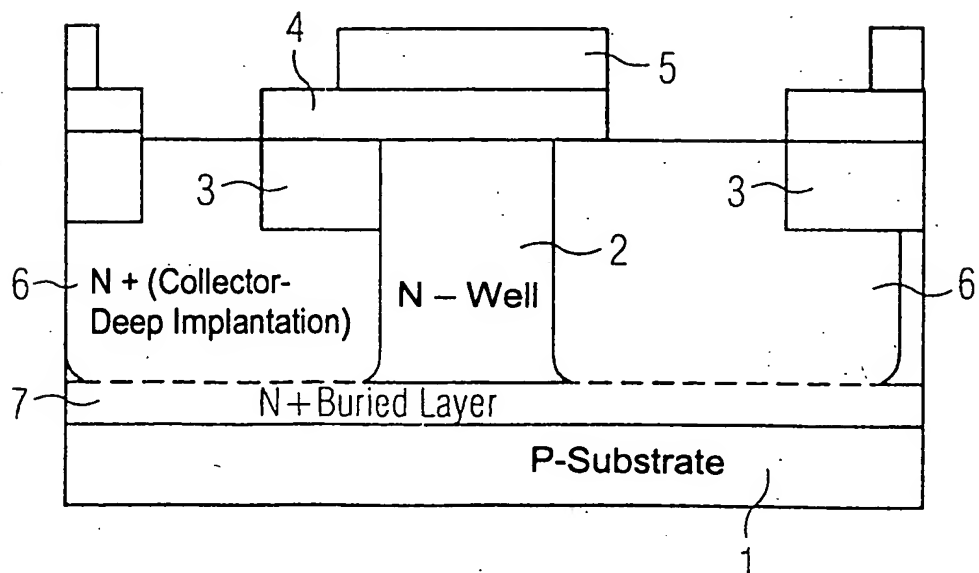 4
5
3
3
2
6
N + (Collector-
Deep Implantation)
N – Well
6
7
N+Buried Layer
P-Substrate
1